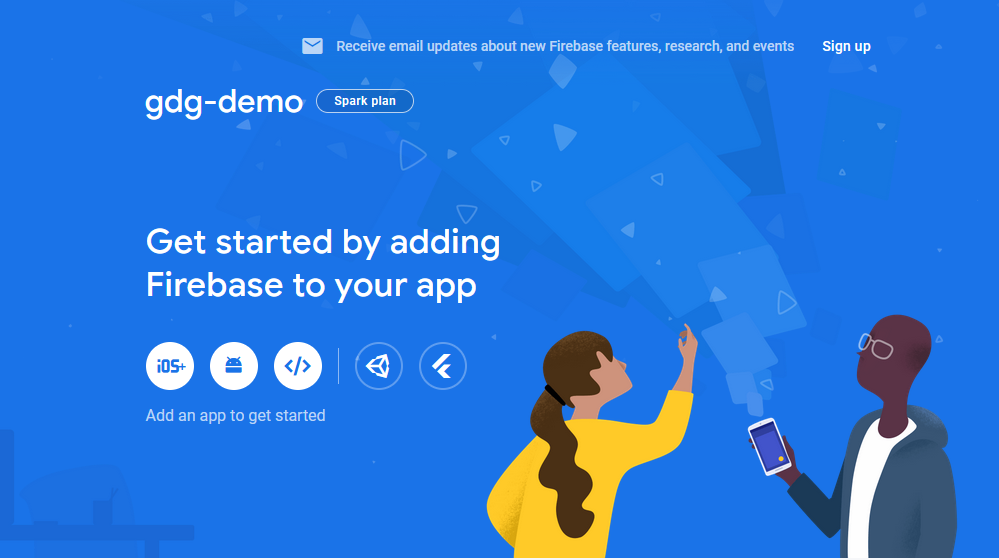 Receive email updates about new Firebase features, research, and events Sign up
gdg-demo Spark plan
Get started by adding
Firebase to your app
iOS+ </>
Add an app to get started